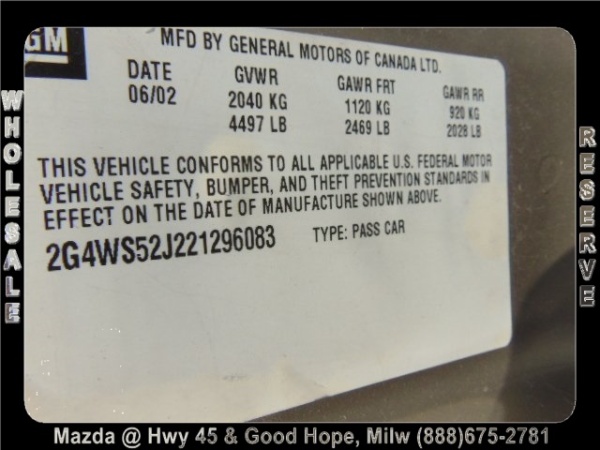 GM
MFD BY GENERAL MOTORS OF CANADA LTD.
DATE GVWR GAWR FRT GAWR RR
06/02 2040 KG 1120 KG 920 KG
4497 LB 2469 LB 2028 LB
THIS VEHICLE CONFORMS TO ALL APPLICABLE U.S. FEDERAL MOTOR
VEHICLE SAFETY, BUMPER, AND THEFT PREVENTION STANDARDS IN
EFFECT ON THE DATE OF MANUFACTURE SHOWN ABOVE.
2G4WS52J221296083 TYPE: PASS CAR
WHOLESALE
RESERVE
Mazda @ Hwy 45 & Good Hope, Milw (888)675-2781